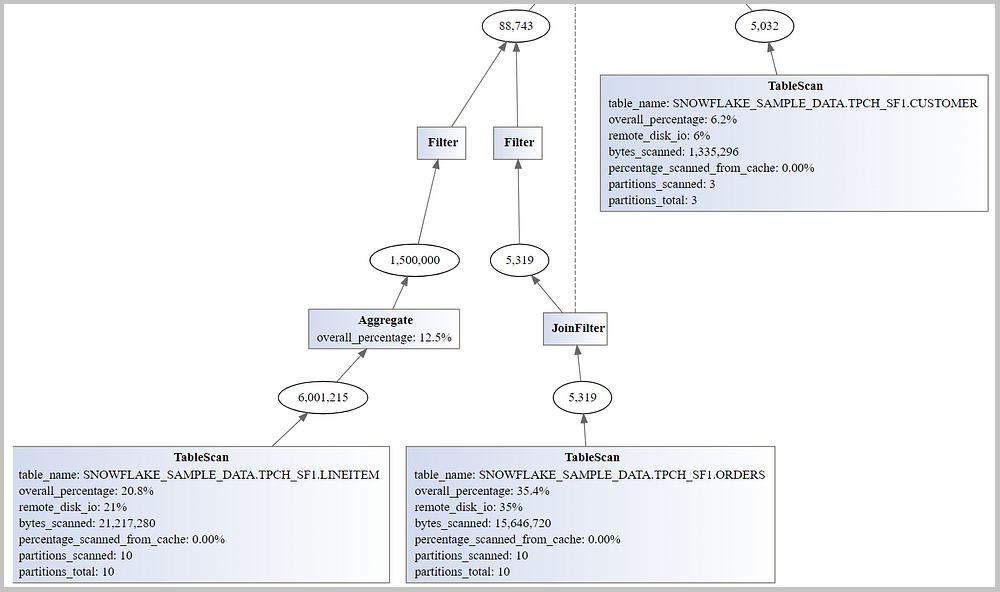 88,743
5,032
TableScan
table_name: SNOWFLAKE_SAMPLE_DATA.TPCH_SF1.CUSTOMER
overall_percentage: 6.2%
remote_disk_io: 6%
bytes_scanned: 1,335,296
percentage_scanned_from_cache: 0.00%
partitions_scanned: 3
partitions_total: 3
Filter
Filter
1,500,000
5,319
Aggregate
overall_percentage: 12.5%
JoinFilter
6,001,215
5,319
TableScan
table_name: SNOWFLAKE_SAMPLE_DATA.TPCH_SF1.LINEITEM
overall_percentage: 20.8%
remote_disk_io: 21%
bytes_scanned: 21,217,280
percentage_scanned_from_cache: 0.00%
partitions_scanned: 10
partitions_total: 10
TableScan
table_name: SNOWFLAKE_SAMPLE_DATA.TPCH_SF1.ORDERS
overall_percentage: 35.4%
remote_disk_io: 35%
bytes_scanned: 15,646,720
percentage_scanned_from_cache: 0.00%
partitions_scanned: 10
partitions_total: 10